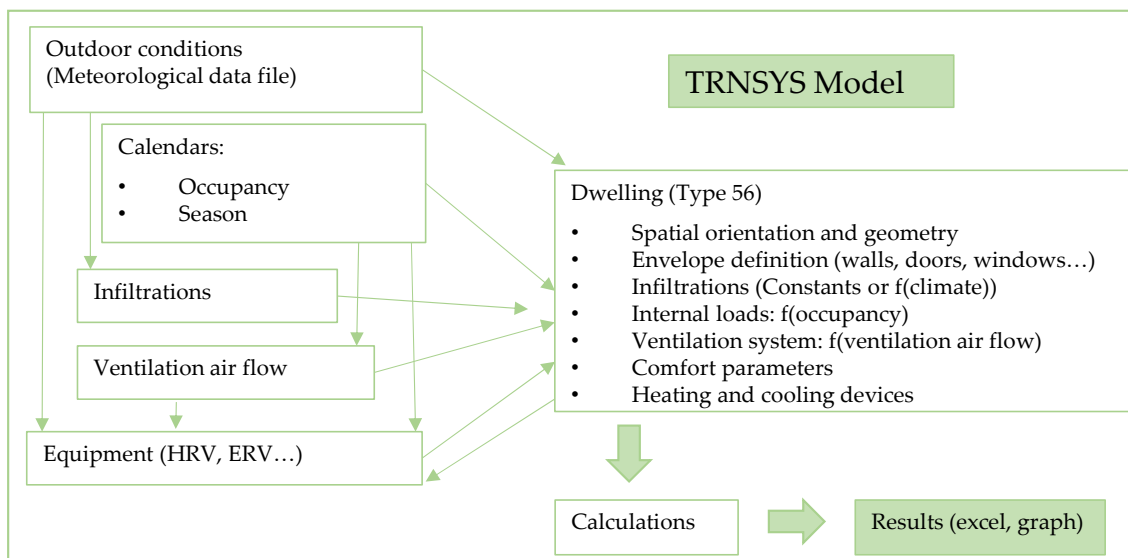 Outdoor conditions
(Meteorological data file)
TRNSYS Model
Calendars:
• Occupancy
• Season
Dwelling (Type 56)
• Spatial orientation and geometry
• Envelope definition (walls, doors, windows…)
• Infiltrations (Constants or f(climate))
• Internal loads: f(occupancy)
• Ventilation system: f(ventilation air flow)
• Comfort parameters
• Heating and cooling devices
Infiltrations
Ventilation air flow
Equipment (HRV, ERV…)
Calculations
Results (excel, graph)